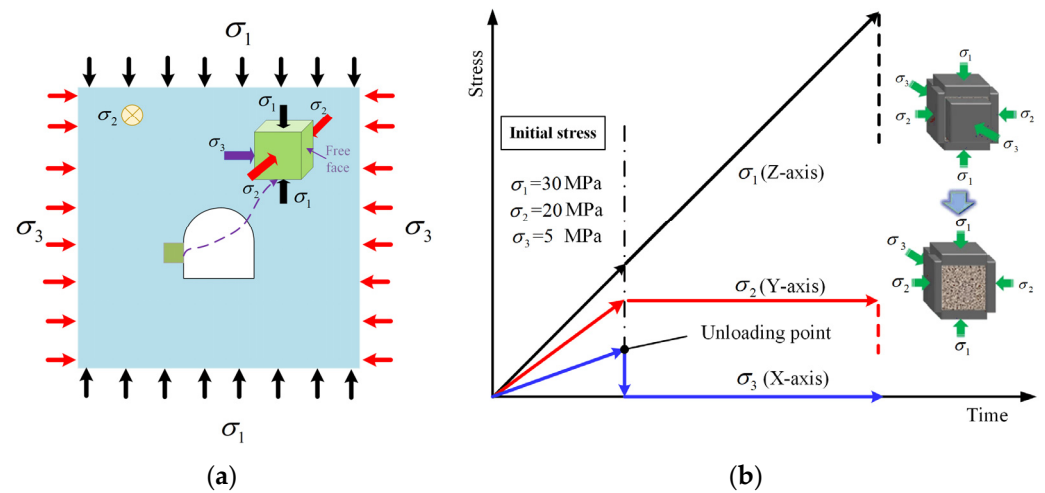 σ₁
σ₂
σ₁
σ₂
σ₃
Free
face
σ₂
σ₁
σ₃
σ₃
σ₁
(a)
Stress
Initial stress
σ₁=30 MPa
σ₂=20 MPa
σ₃=5 MPa
σ₁ (Z-axis)
σ₂ (Y-axis)
Unloading point
σ₃ (X-axis)
Time
σ₁
σ₃
σ₂
σ₂
σ₃
σ₁
σ₁
σ₃
σ₂
σ₂
σ₁
(b)